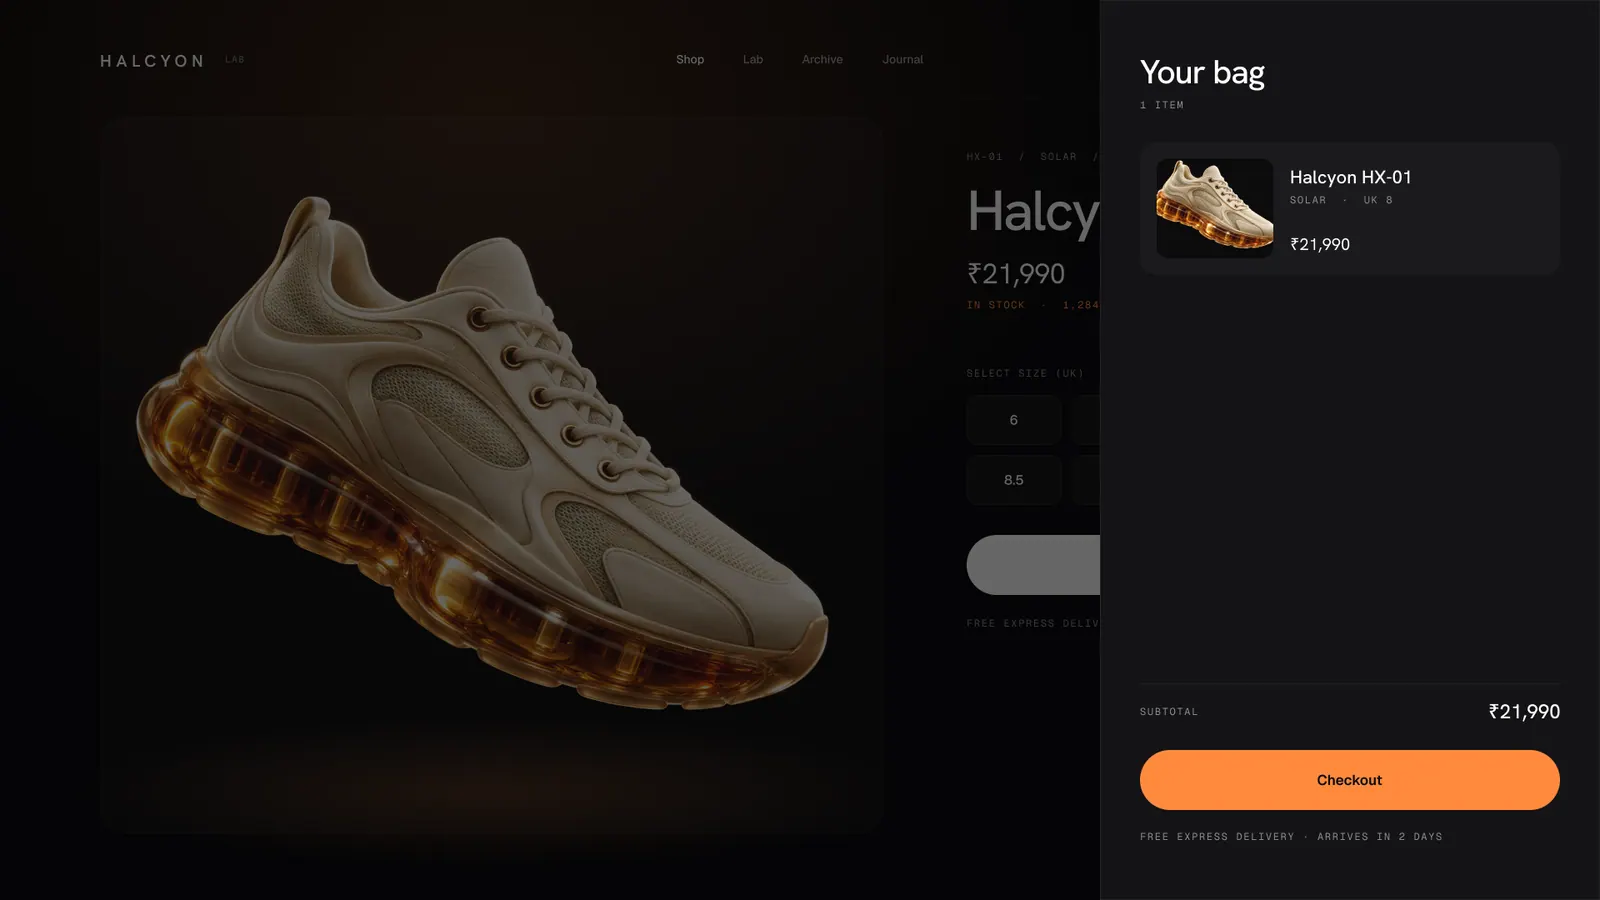 HALCYON LAB
Shop Lab Archive Journal
HX-01 / SOLAR /
Halcy
₹21,990
IN STOCK · 1,284
SELECT SIZE (UK)
6
8.5
FREE EXPRESS DELIV
Your bag
1 ITEM
Halcyon HX-01
SOLAR · UK 8
₹21,990
SUBTOTAL ₹21,990
Checkout
FREE EXPRESS DELIVERY · ARRIVES IN 2 DAYS